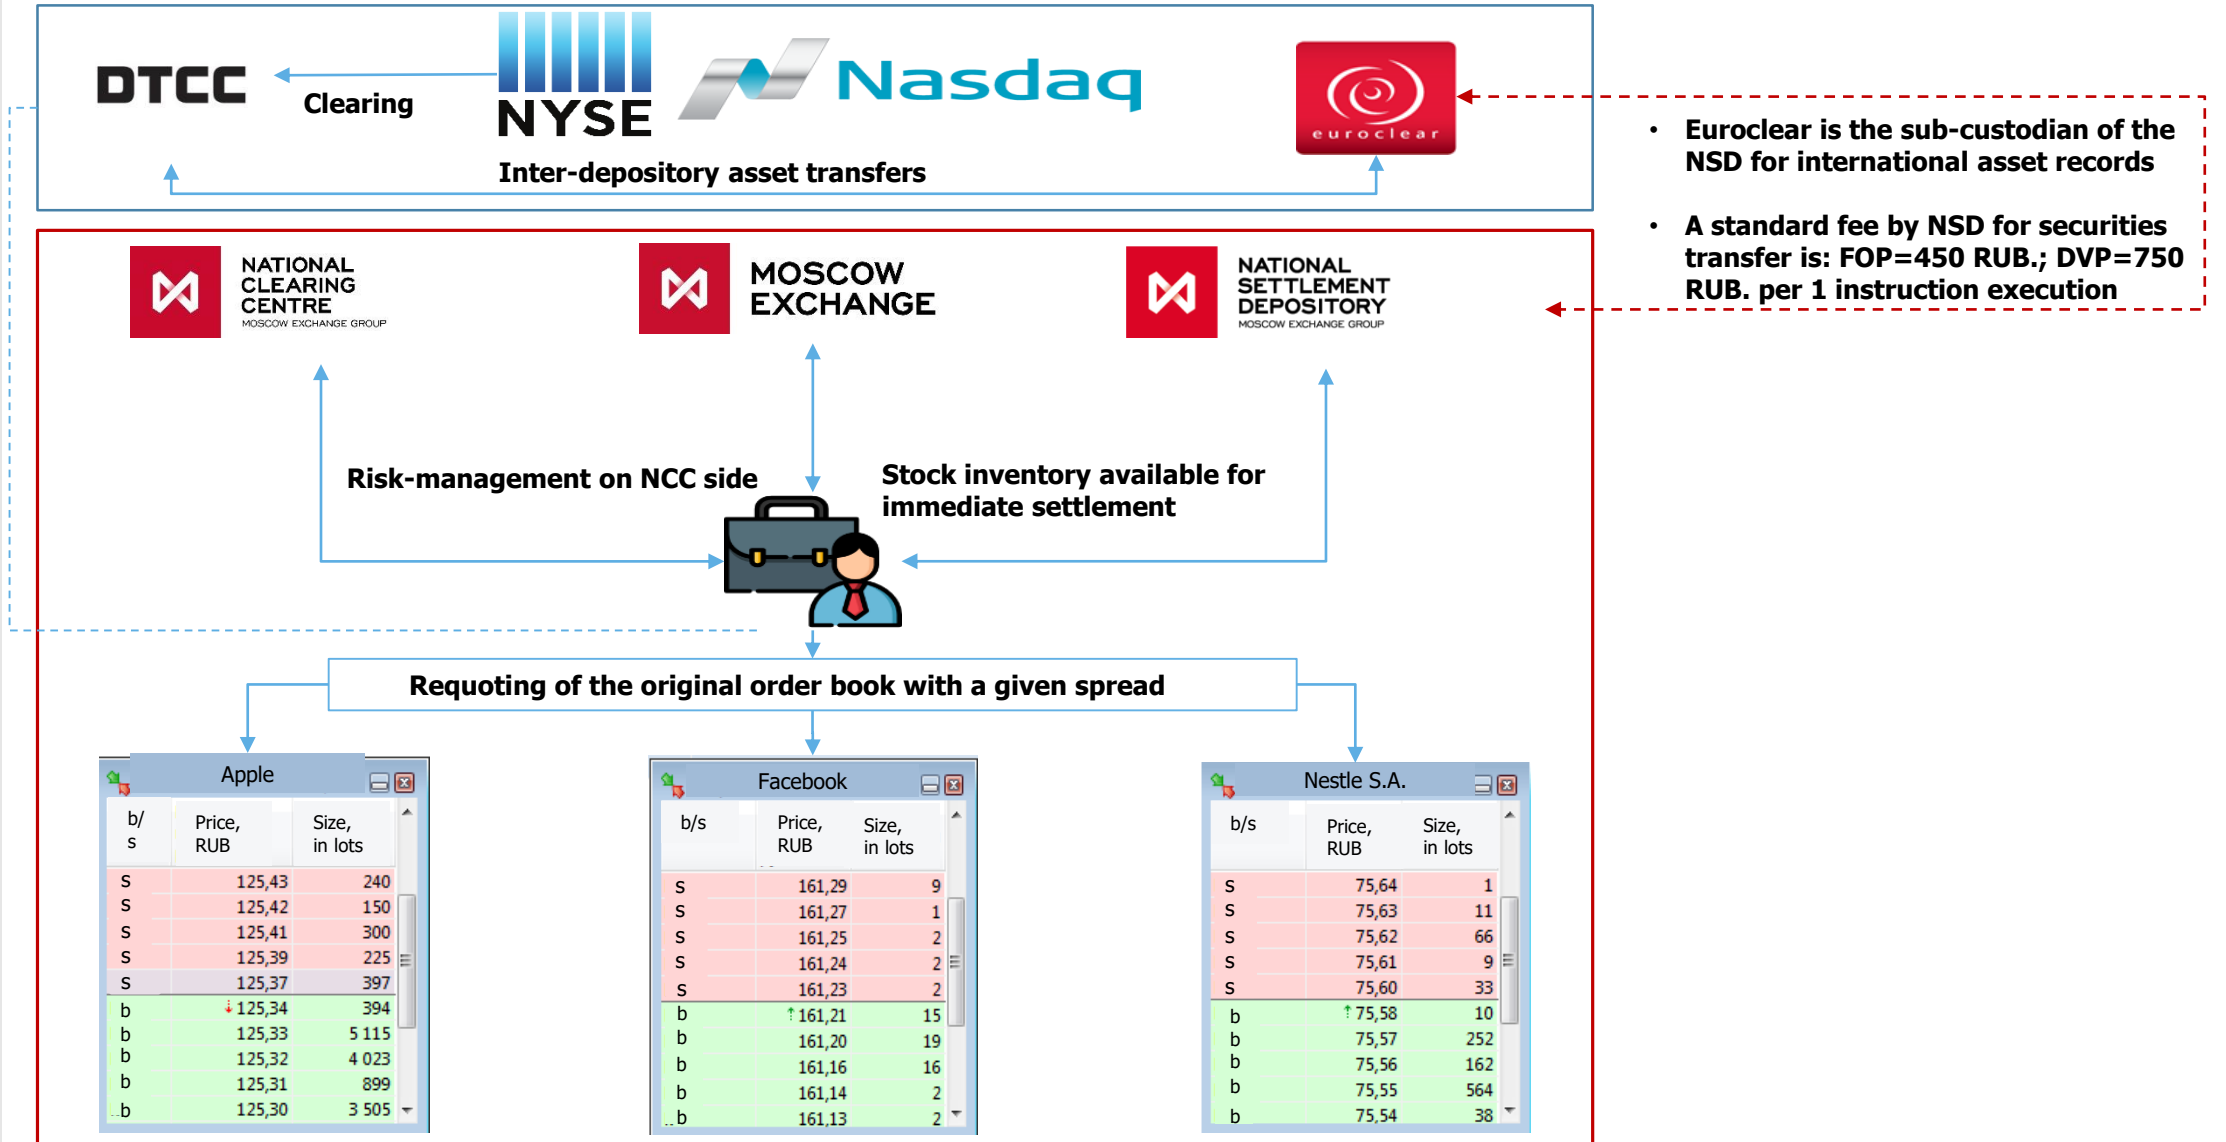 DTCC
Clearing
NYSE
Nasdaq
euroclear
Inter-depository asset transfers
• Euroclear is the sub-custodian of the
NSD for international asset records
• A standard fee by NSD for securities
transfer is: FOP=450 RUB.; DVP=750
RUB. per 1 instruction execution
NATIONAL
CLEARING
CENTRE
MOSCOW EXCHANGE GROUP
MOSCOW
EXCHANGE
NATIONAL
SETTLEMENT
DEPOSITORY
MOSCOW EXCHANGE GROUP
Risk-management on NCC side
Stock inventory available for
immediate settlement
Requoting of the original order book with a given spread
Apple
b/
s
Price,
RUB
Size,
in lots
s 125,43 240
s 125,42 150
s 125,41 300
s 125,39 225
s 125,37 397
b 125,34 394
b 125,33 5 115
b 125,32 4 023
b 125,31 899
b 125,30 3 505
Facebook
b/s
Price,
RUB
Size,
in lots
s 161,29 9
s 161,27 1
s 161,25 2
s 161,24 2
s 161,23 2
b 161,21 15
b 161,20 19
b 161,16 16
b 161,14 2
b 161,13 2
Nestle S.A.
b/s
Price,
RUB
Size,
in lots
s 75,64 1
s 75,63 11
s 75,62 66
s 75,61 9
s 75,60 33
b 75,58 10
b 75,57 252
b 75,56 162
b 75,55 564
b 75,54 38